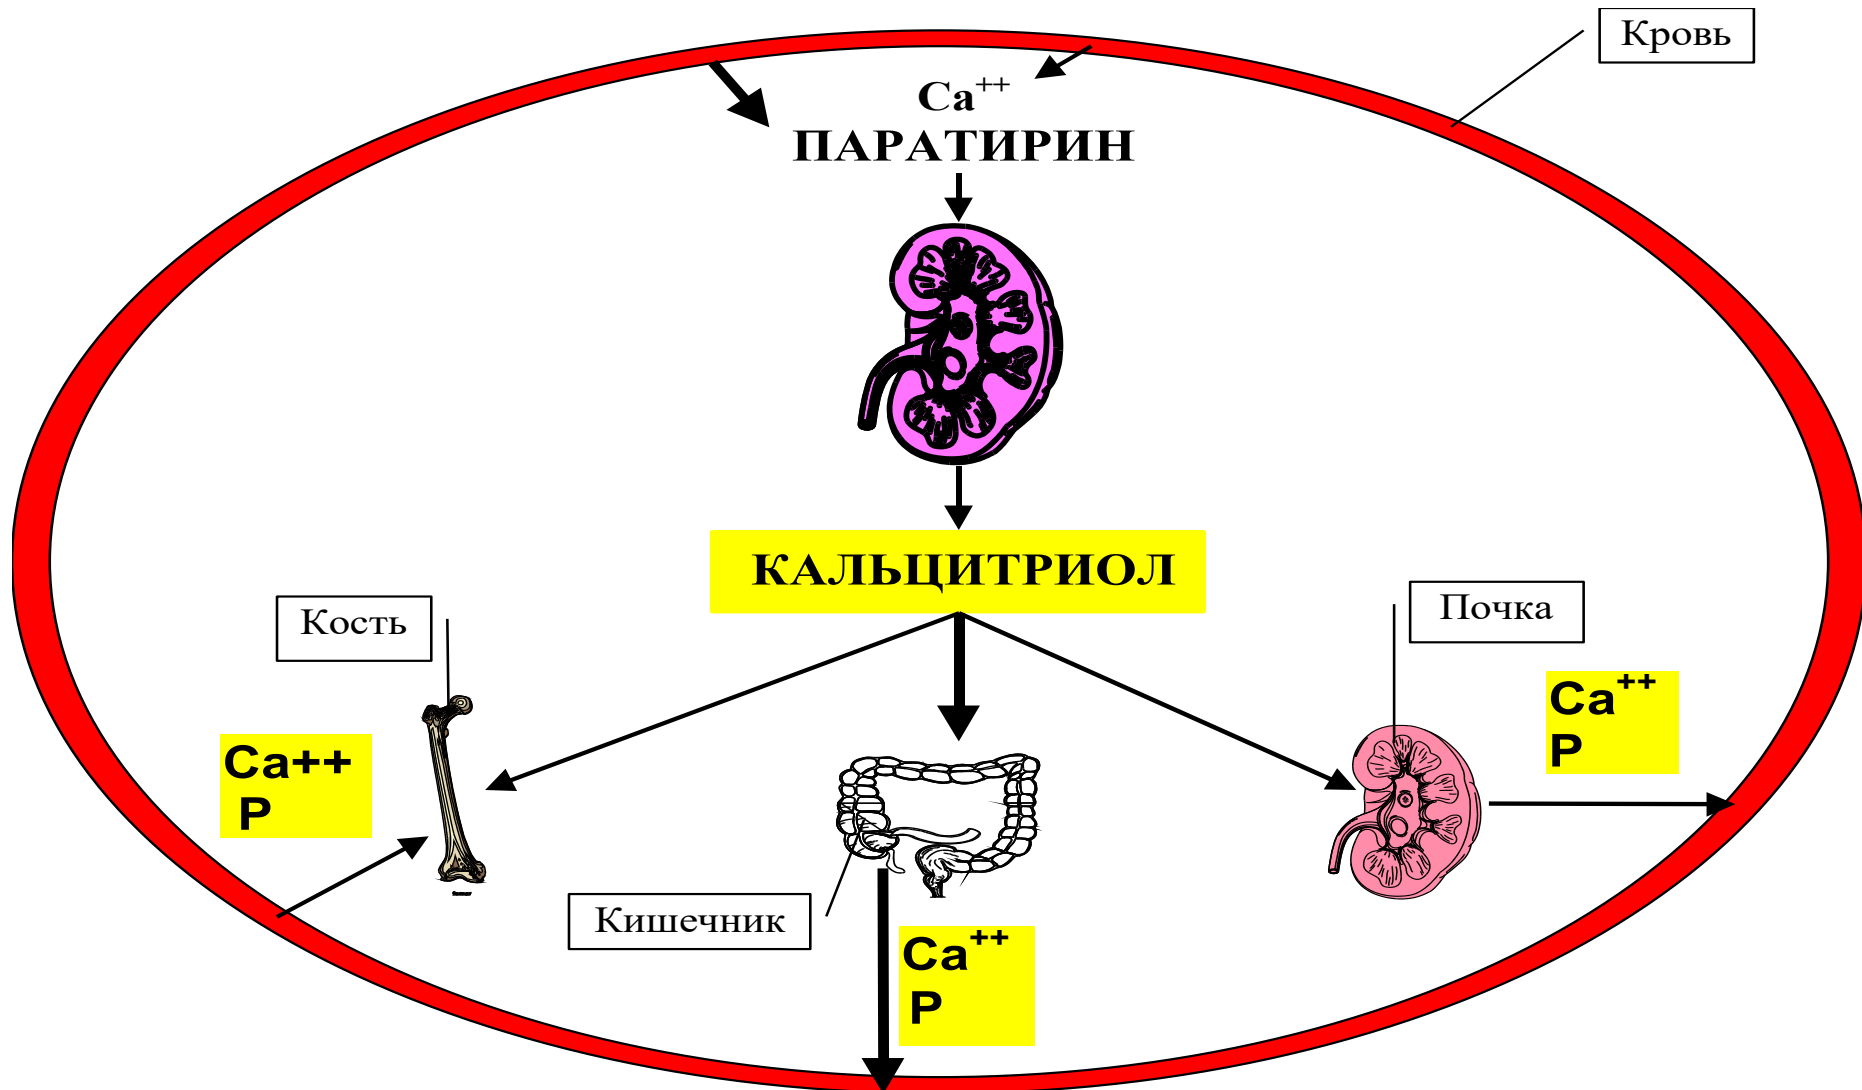 Кровь
Ca++
ПАРАТИРИН
КАЛЬЦИТРИОЛ
Кость
Почка
Ca++
P
Ca++
P
Кишечник
Ca++
P